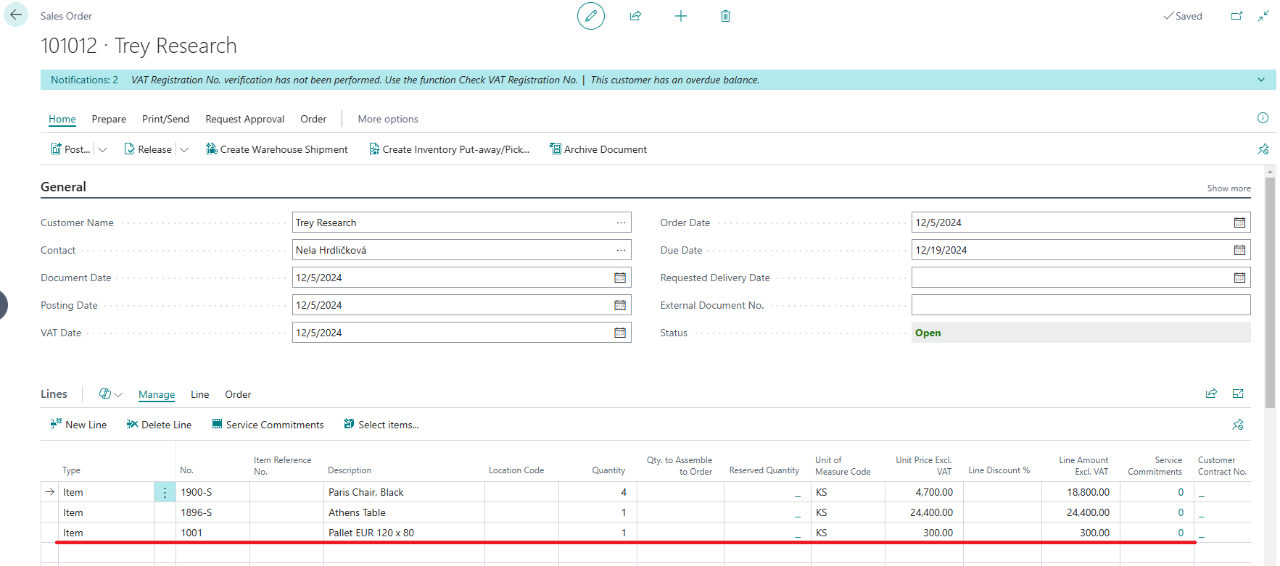 Sales Order
Saved
101012 · Trey Research
Notifications: 2 VAT Registration No. verification has not been performed. Use the function Check VAT Registration No. | This customer has an overdue balance.
Home Prepare Print/Send Request Approval Order More options
Post... Release Create Warehouse Shipment Create Inventory Put-away/Pick... Archive Document
General Show more
Customer Name Trey Research Order Date 12/5/2024
Contact Nela Hrdličková Due Date 12/19/2024
Document Date 12/5/2024 Requested Delivery Date
Posting Date 12/5/2024 External Document No.
VAT Date 12/5/2024 Status Open
Lines Manage Line Order
New Line Delete Line Service Commitments Select items...
Type No. Item Reference No. Description Location Code Quantity Qty. to Assemble to Order Reserved Quantity Unit of Measure Code Unit Price Excl. VAT Line Discount % Line Amount Excl. VAT Service Commitments Customer Contract No.
Item 1900-S Paris Chair, Black 4 _ KS 4,700.00 18,800.00 0 _
Item 1896-S Athens Table 1 _ KS 24,400.00 24,400.00 0 _
Item 1001 Pallet EUR 120 x 80 1 _ KS 300.00 300.00 0 _